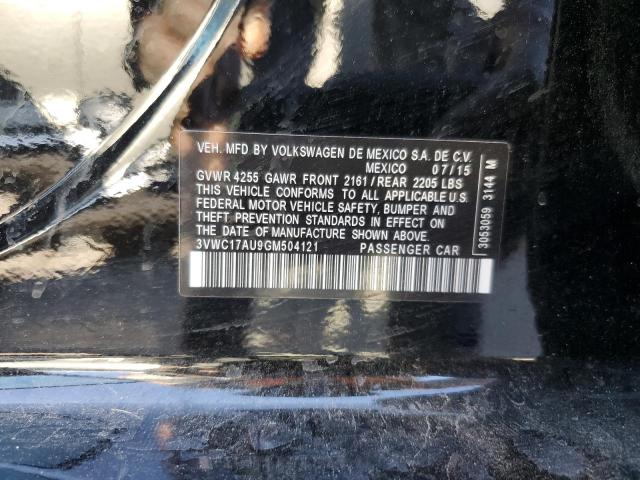 VEH. MFD BY VOLKSWAGEN DE MEXICO S.A. DE C.V.
MEXICO 07/15
GVWR 4255 GAWR FRONT 2161/REAR 2205 LBS
THIS VEHICLE CONFORMS TO ALL APPLICABLE U.S.
FEDERAL MOTOR VEHICLE SAFETY, BUMPER AND
THEFT PREVENTION STANDARDS IN EFFECT ON
THE DATE OF MANUFACTURE SHOWN ABOVE.
3VWC17AU9GM504121 PASSENGER CAR
3053059 3144 M